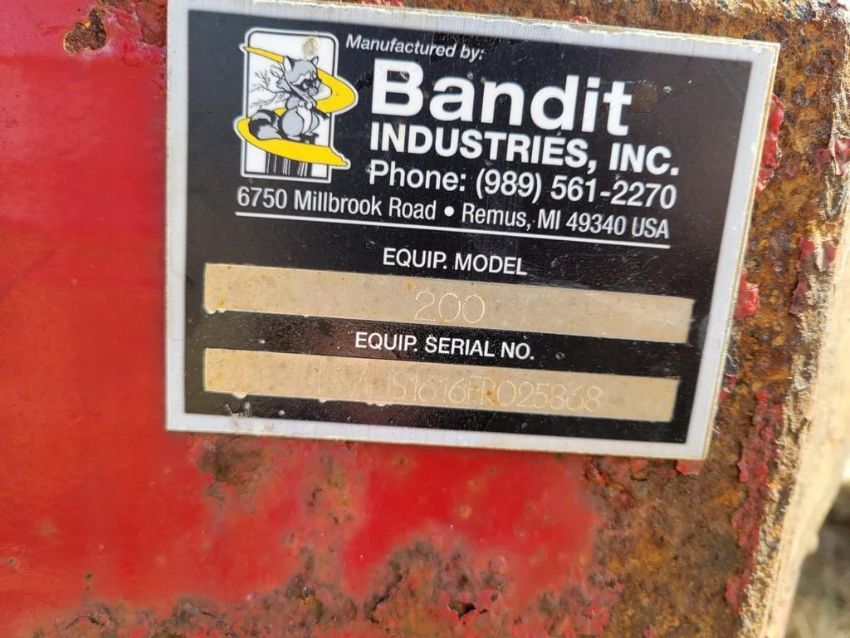 Manufactured by:
Bandit
INDUSTRIES, INC.
Phone: (989) 561-2270
6750 Millbrook Road • Remus, MI 49340 USA
EQUIP. MODEL
200
EQUIP. SERIAL NO.